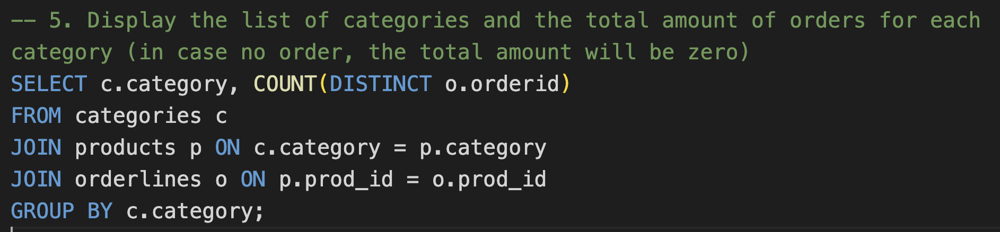 -- 5. Display the list of categories and the total amount of orders for each
category (in case no order, the total amount will be zero)
SELECT c.category, COUNT(DISTINCT o.orderid)
FROM categories c
JOIN products p ON c.category = p.category
JOIN orderlines o ON p.prod_id = o.prod_id
GROUP BY c.category;